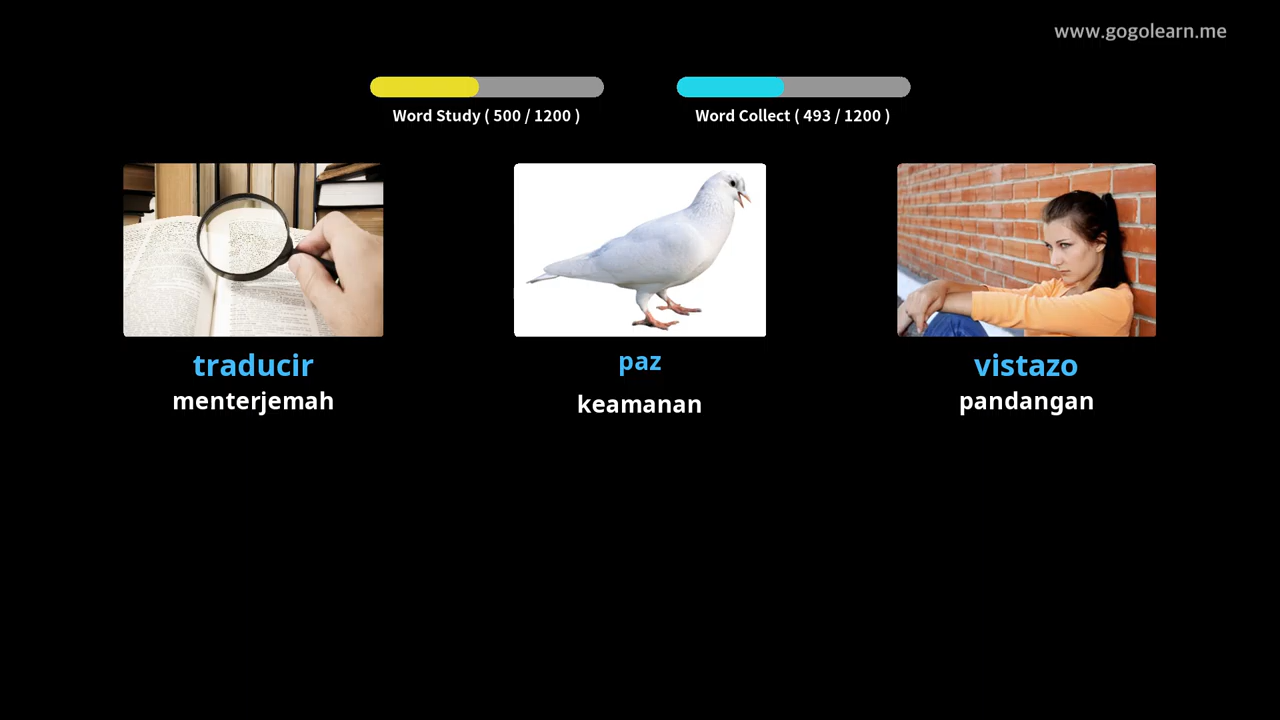 www.gogolearn.me
Word Study ( 500 / 1200 )
Word Collect ( 493 / 1200 )
traducir
menterjemah
paz
keamanan
vistazo
pandangan